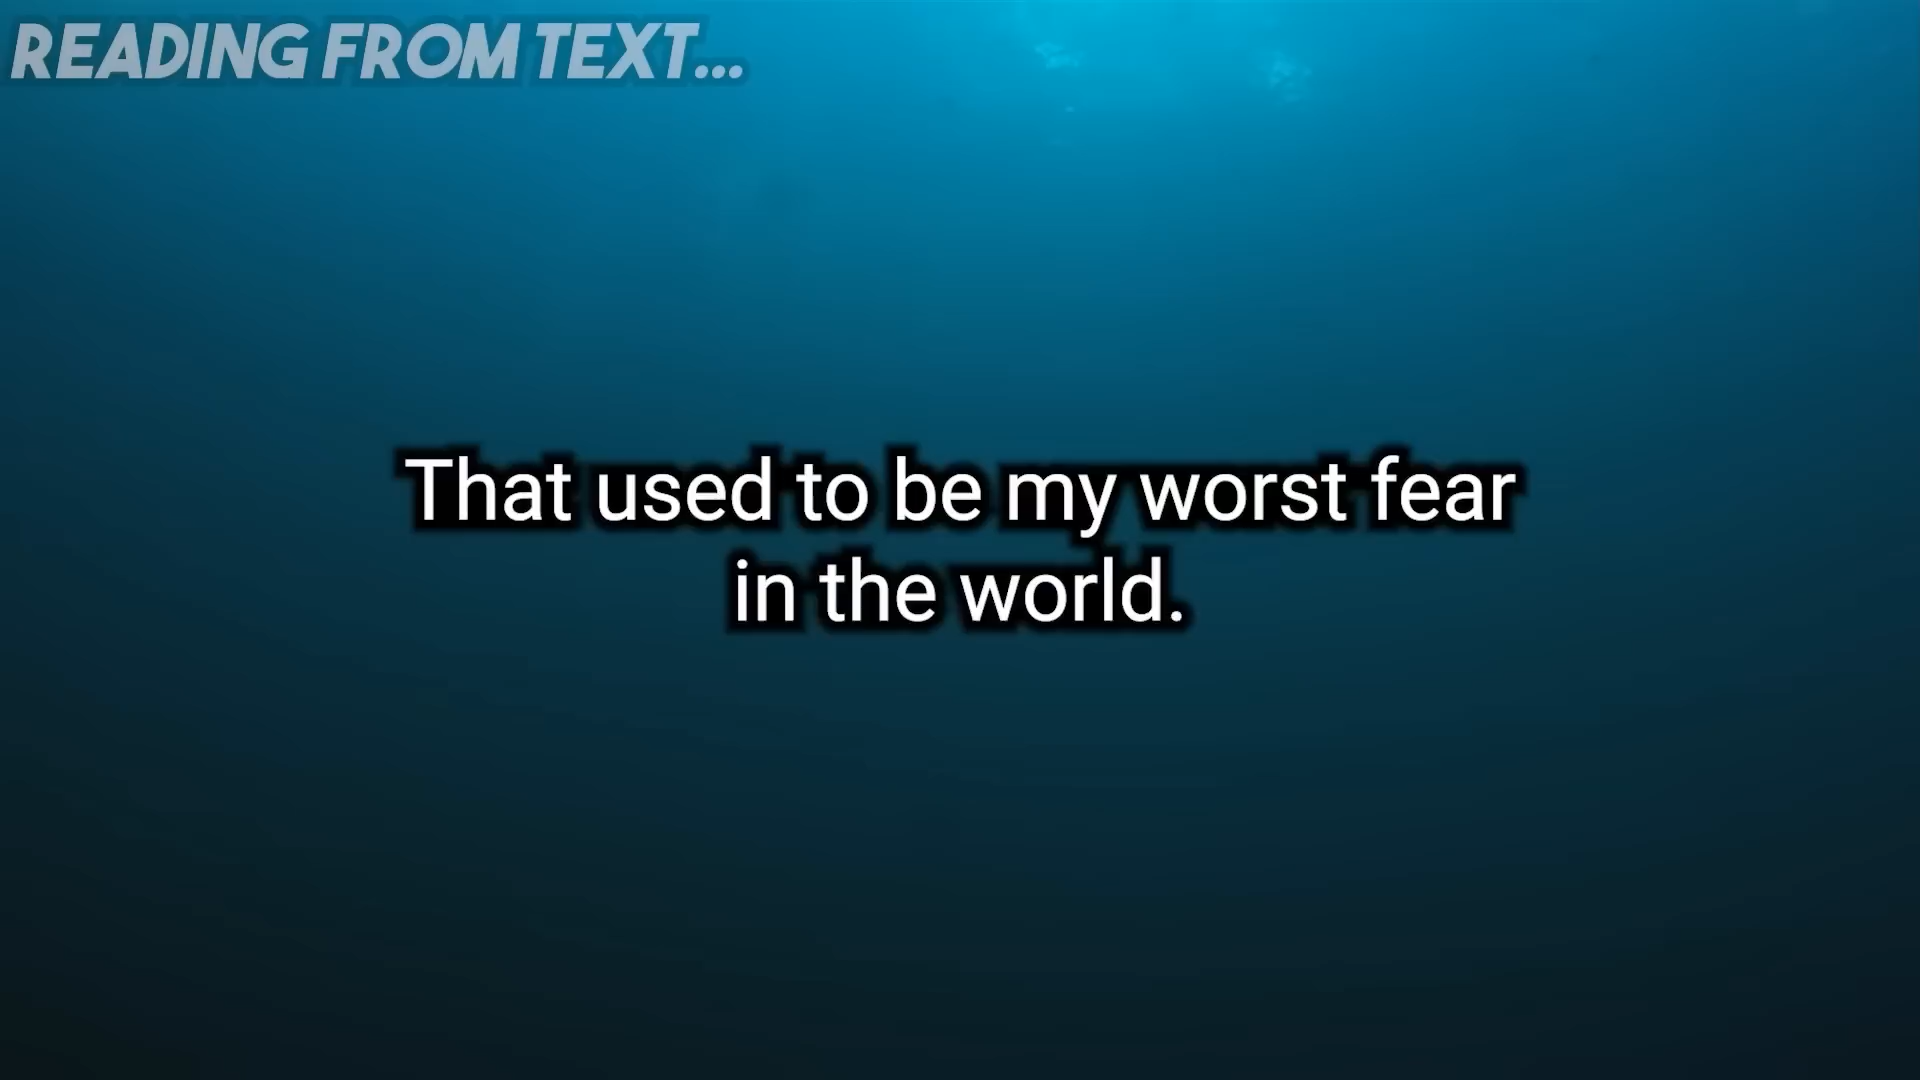 READING FROM TEXT...
That used to be my worst fear
in the world.